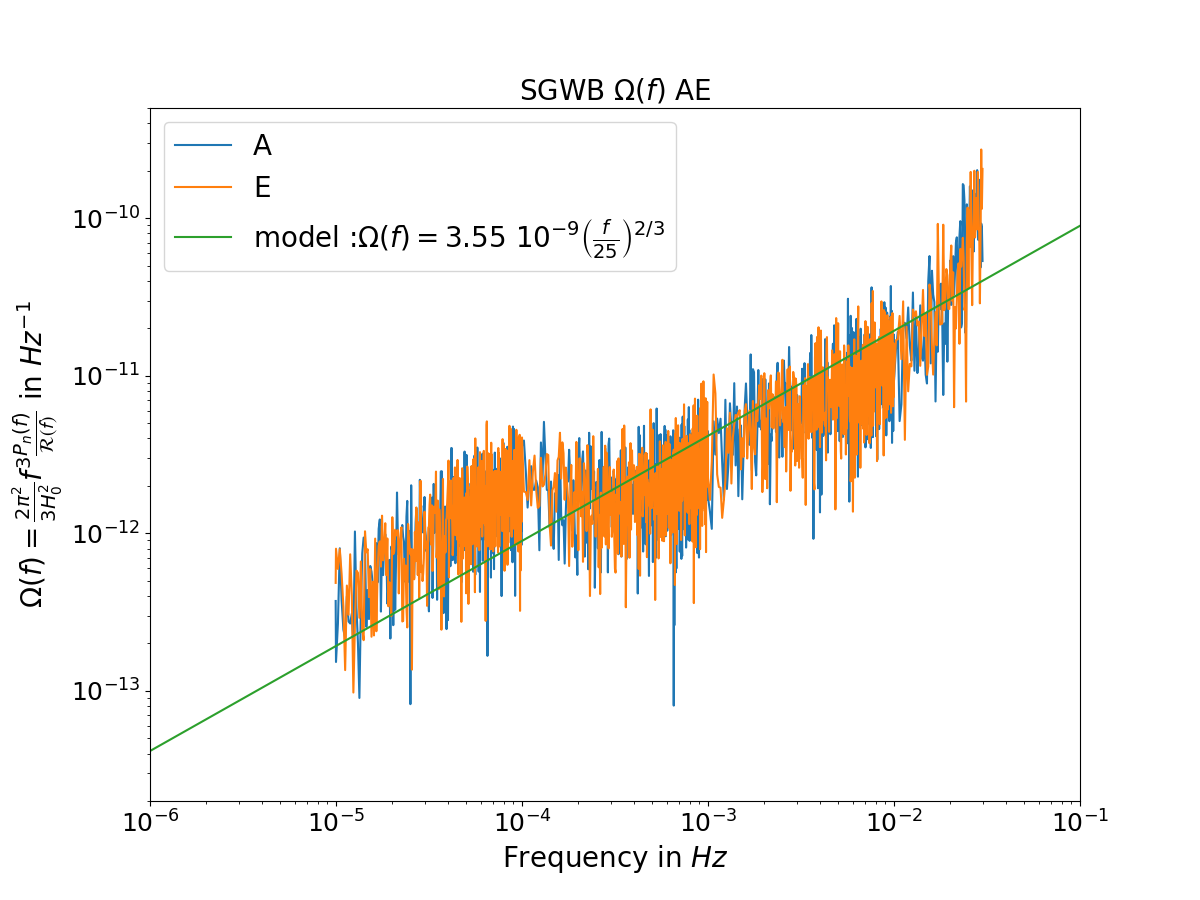 SGWB Ω(f) AE
A
E
model :Ω(f) = 3.55 10⁻⁹(f/25)^2/3
Ω(f) = 2π²/3H₀² f³ Pₙ(f)/ℛ(f) in Hz⁻¹
10⁻¹⁰
10⁻¹¹
10⁻¹²
10⁻¹³
10⁻⁶ 10⁻⁵ 10⁻⁴ 10⁻³ 10⁻² 10⁻¹
Frequency in Hz